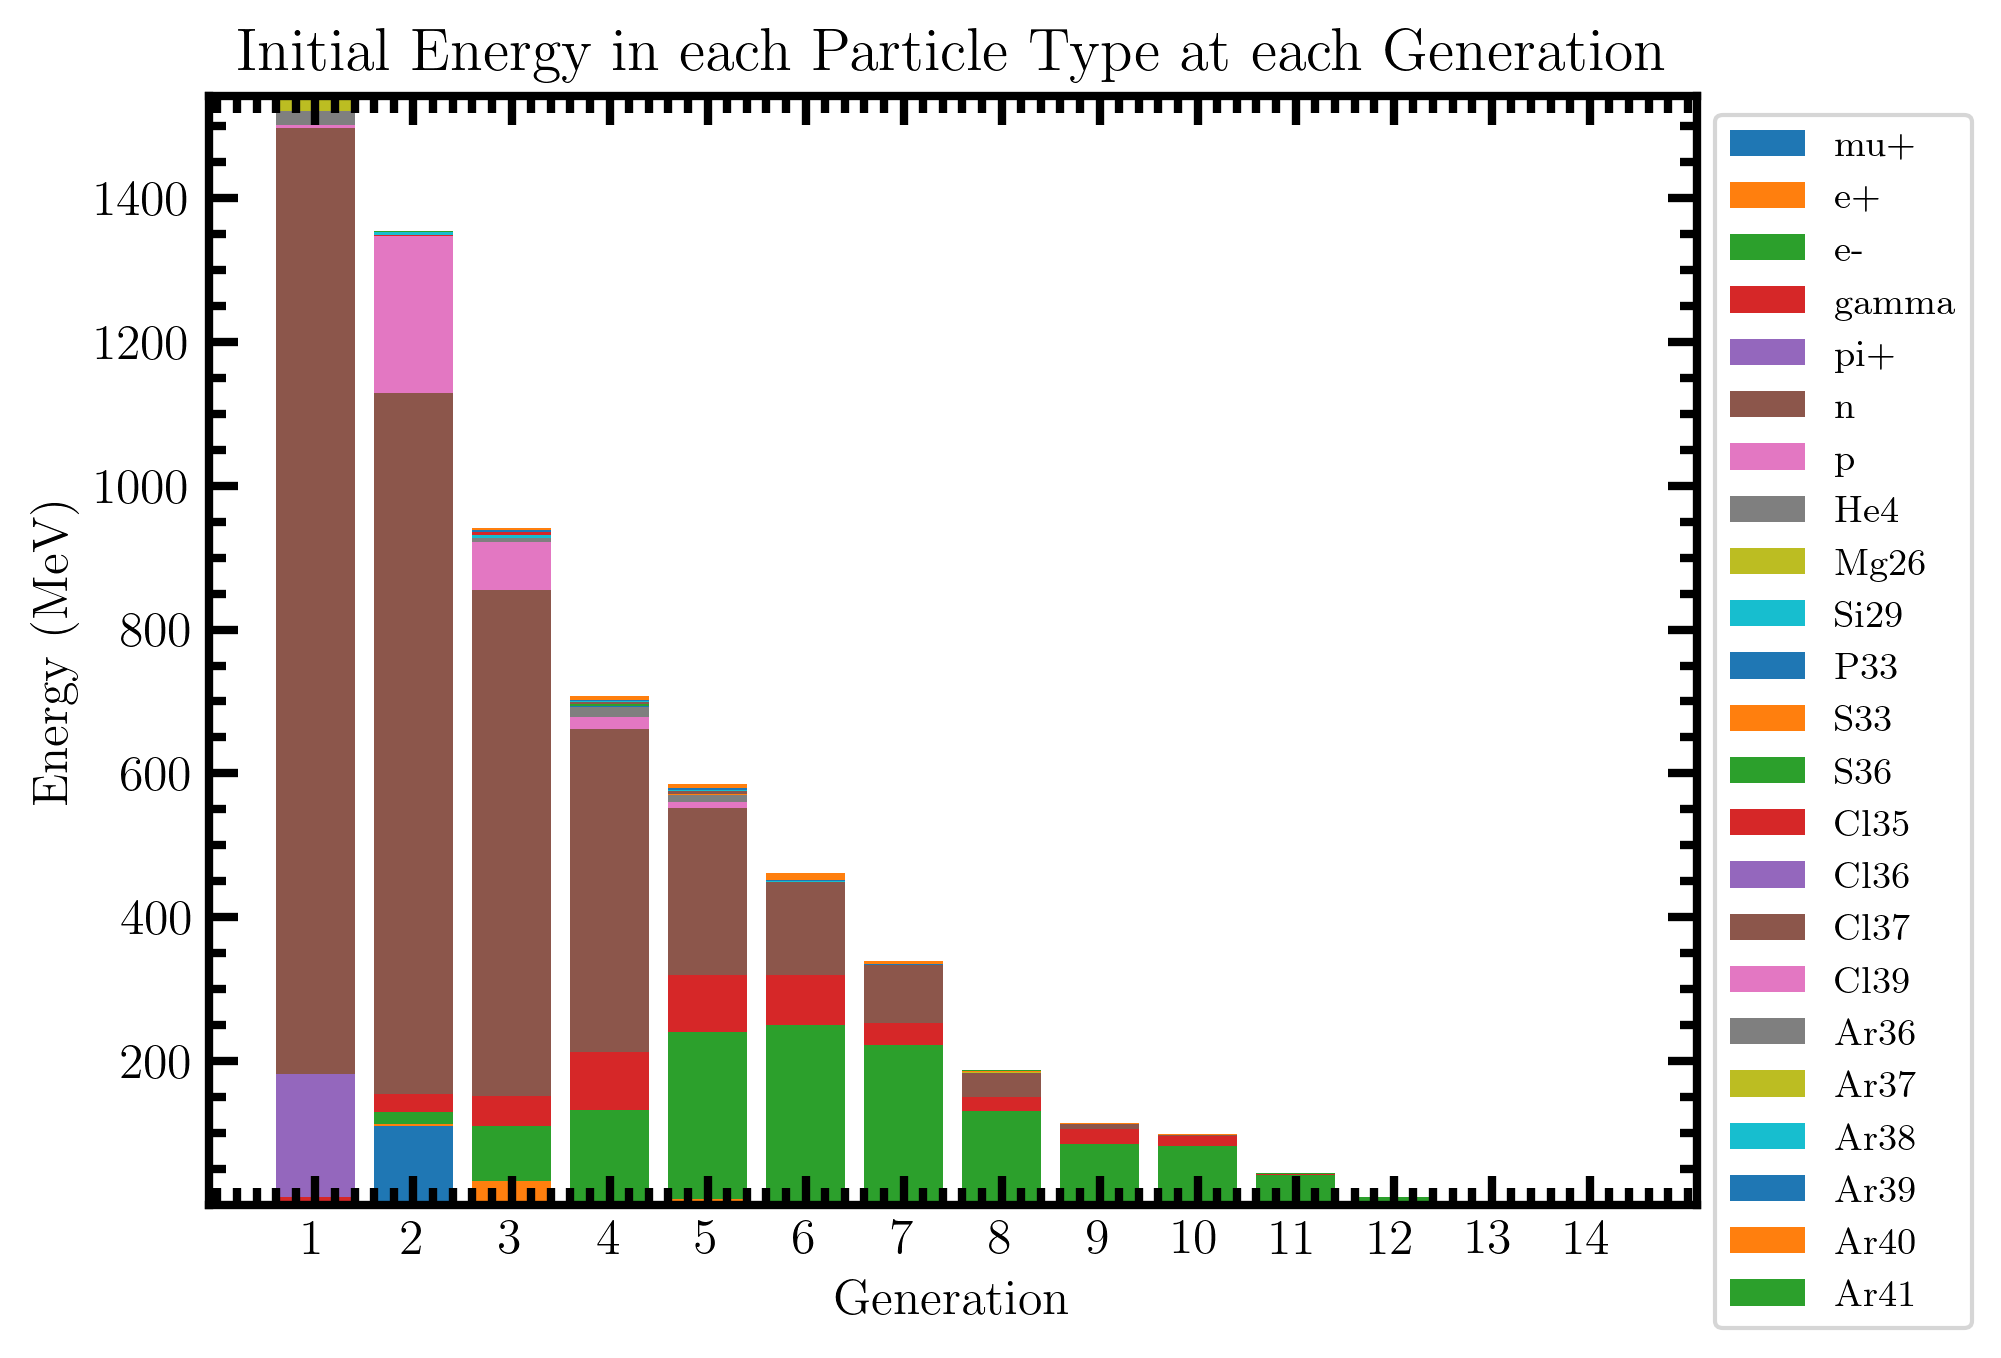 Initial Energy in each Particle Type at each Generation
Energy (MeV)
1400
1200
1000
800
600
400
200
1 2 3 4 5 6 7 8 9 10 11 12 13 14
Generation
mu+
e+
e-
gamma
pi+
n
p
He4
Mg26
Si29
P33
S33
S36
Cl35
Cl36
Cl37
Cl39
Ar36
Ar37
Ar38
Ar39
Ar40
Ar41